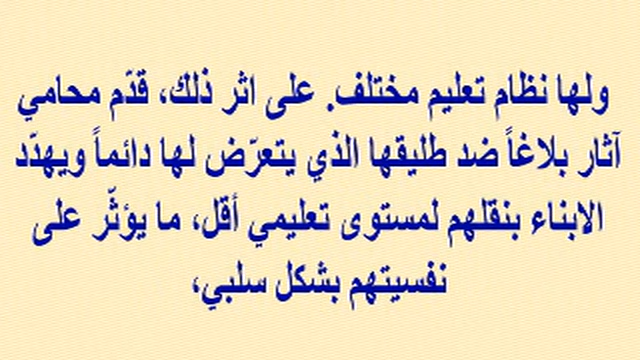 ولها نظام تعليم مختلف. على اثر ذلك، قدّم محامي
آثار بلاغاً ضد طليقها الذي يتعرّض لها دائماً ويهدّد
الابناء بنقلهم لمستوى تعليمي أقل، ما يؤثّر على
نفسيتهم بشكل سلبي،